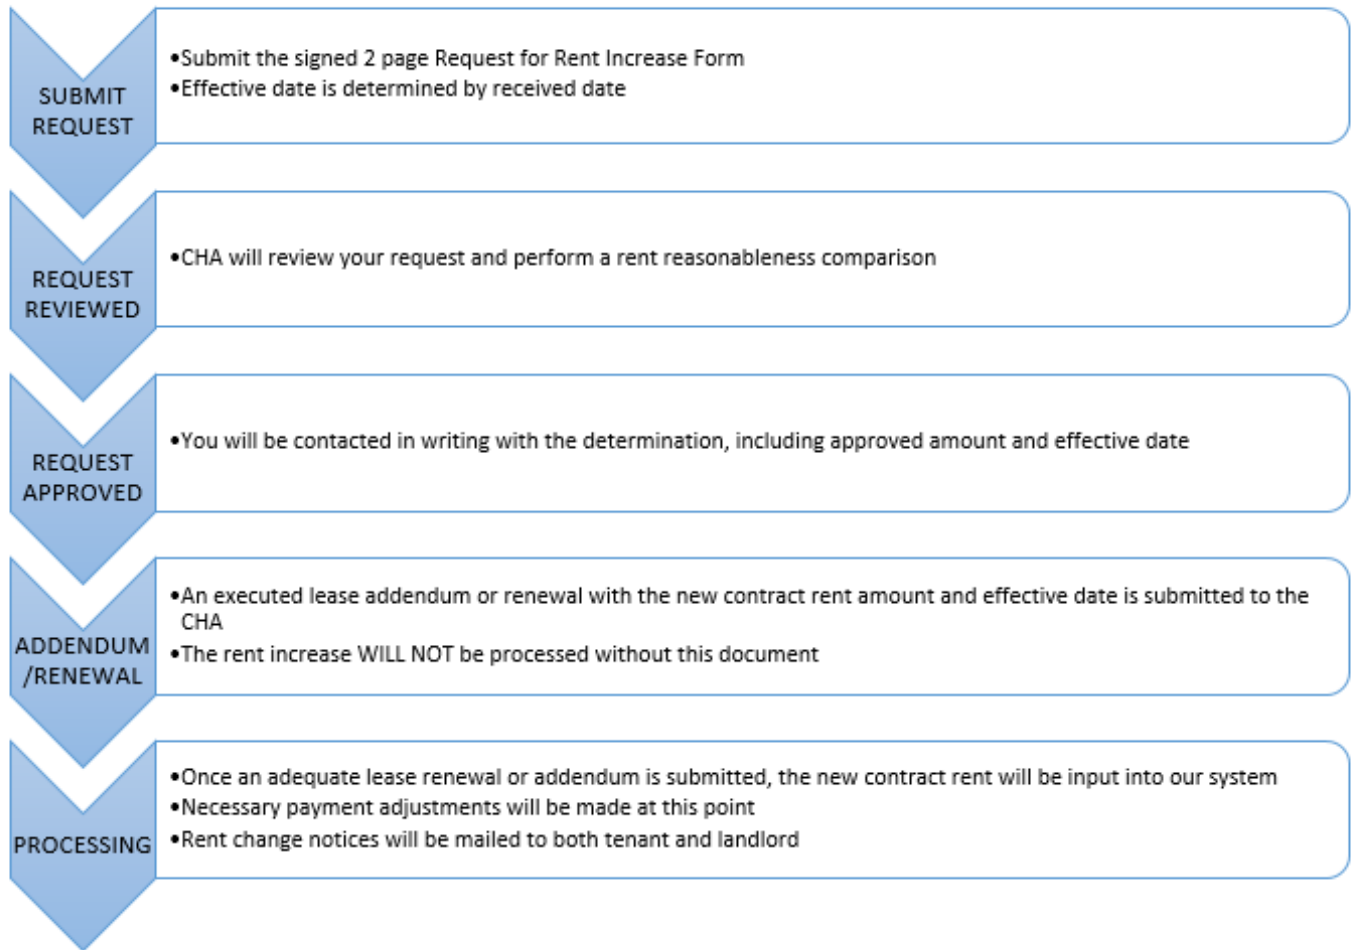 SUBMIT
REQUEST
•Submit the signed 2 page Request for Rent Increase Form
•Effective date is determined by received date
REQUEST
REVIEWED
•CHA will review your request and perform a rent reasonableness comparison
REQUEST
APPROVED
•You will be contacted in writing with the determination, including approved amount and effective date
ADDENDUM
/RENEWAL
•An executed lease addendum or renewal with the new contract rent amount and effective date is submitted to the
CHA
•The rent increase WILL NOT be processed without this document
PROCESSING
•Once an adequate lease renewal or addendum is submitted, the new contract rent will be input into our system
•Necessary payment adjustments will be made at this point
•Rent change notices will be mailed to both tenant and landlord